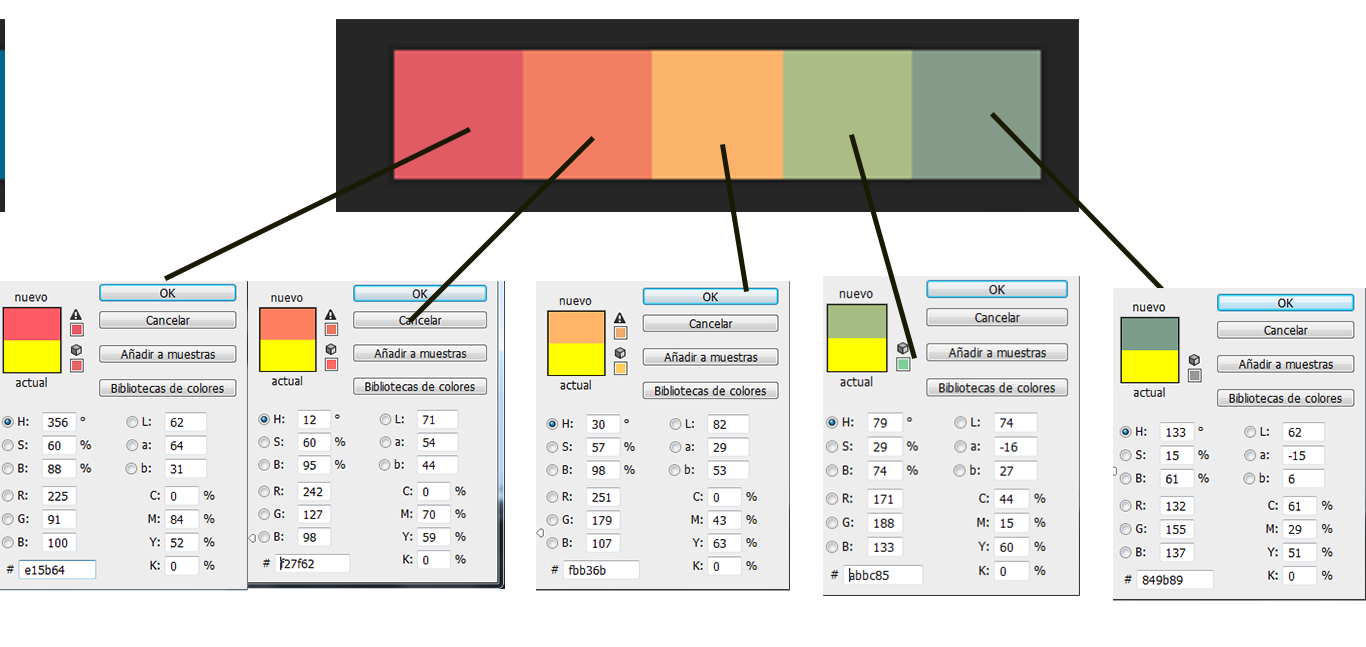 nuevo
OK
Cancelar
Añadir a muestras
Bibliotecas de colores
actual
H: 356 °
S: 60 %
B: 88 %
R: 225
G: 91
B: 100
# e15b64
L: 62
a: 64
b: 31
C: 0 %
M: 84 %
Y: 52 %
K: 0 %
nuevo
OK
Cancelar
Añadir a muestras
Bibliotecas de colores
actual
H: 12 °
S: 60 %
B: 95 %
R: 242
G: 127
B: 98
# f27f62
L: 71
a: 54
b: 44
C: 0 %
M: 70 %
Y: 59 %
K: 0 %
nuevo
OK
Cancelar
Añadir a muestras
Bibliotecas de colores
actual
H: 30 °
S: 57 %
B: 98 %
R: 251
G: 179
B: 107
# fbb36b
L: 82
a: 29
b: 53
C: 0 %
M: 43 %
Y: 63 %
K: 0 %
nuevo
OK
Cancelar
Añadir a muestras
Bibliotecas de colores
actual
H: 79 °
S: 29 %
B: 74 %
R: 171
G: 188
B: 133
# abbc85
L: 74
a: -16
b: 27
C: 44 %
M: 15 %
Y: 60 %
K: 0 %
nuevo
OK
Cancelar
Añadir a muestras
Bibliotecas de colores
actual
H: 133 °
S: 15 %
B: 61 %
R: 132
G: 155
B: 137
# 849b89
L: 62
a: -15
b: 6
C: 61 %
M: 29 %
Y: 51 %
K: 0 %